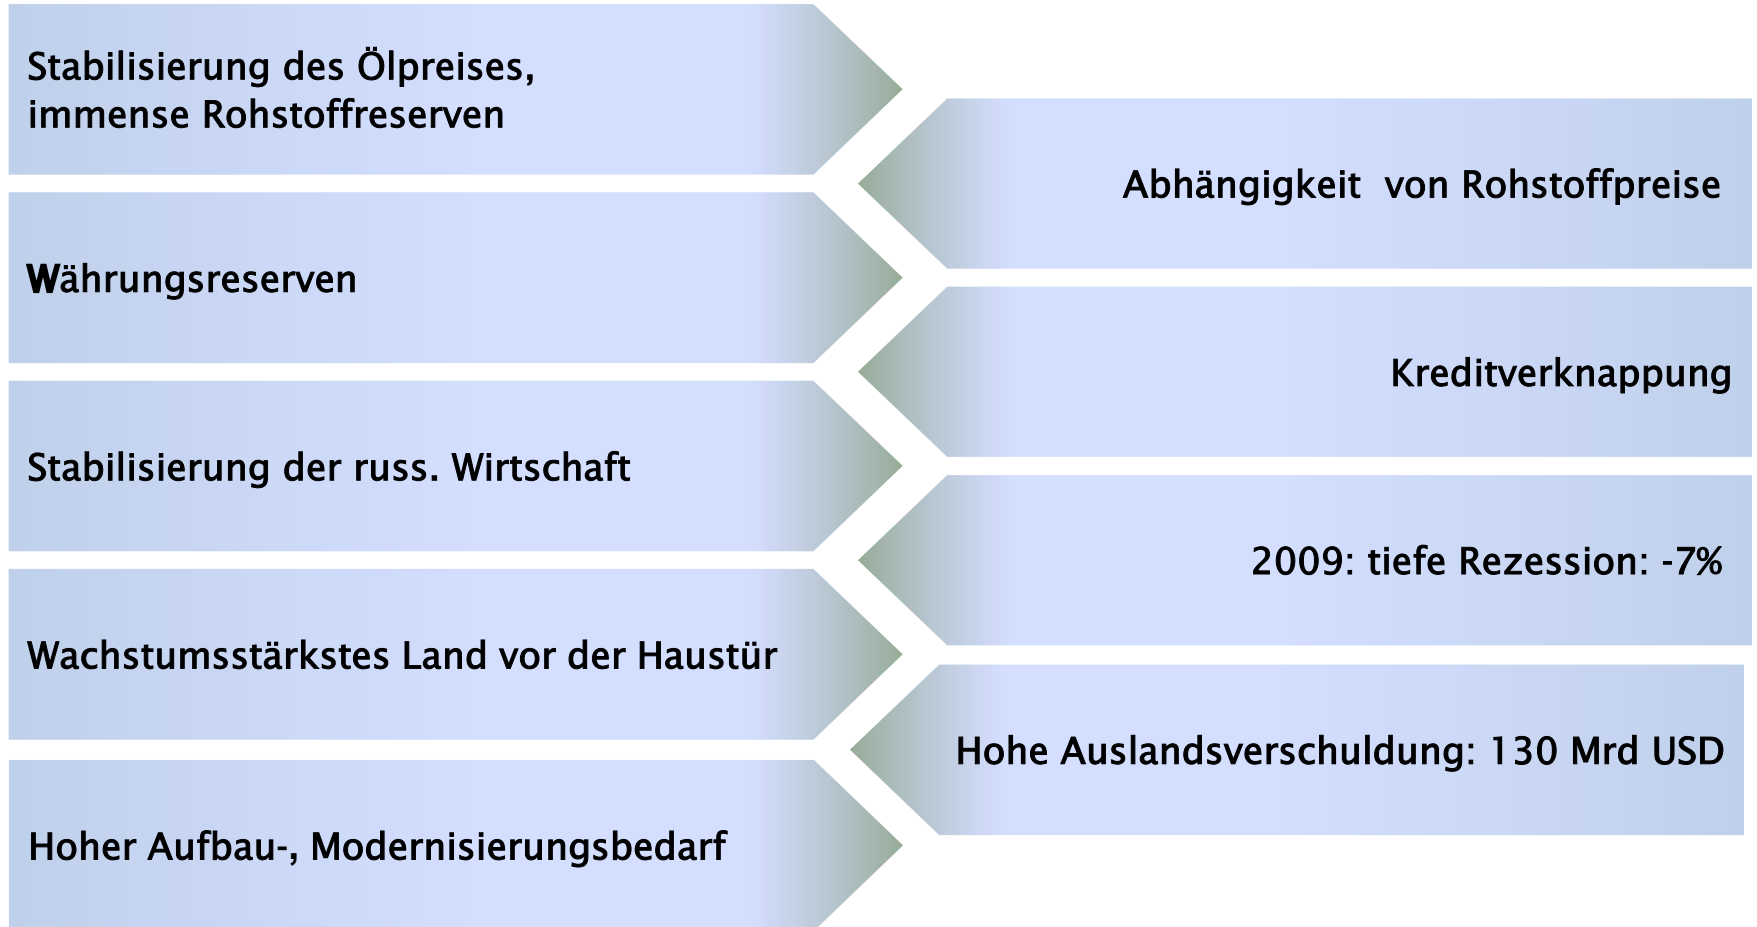 Stabilisierung des Ölpreises,
immense Rohstoffreserven
Abhängigkeit  von Rohstoffpreise
Währungsreserven
Kreditverknappung
Stabilisierung der russ. Wirtschaft
2009: tiefe Rezession: -7%
Wachstumsstärkstes Land vor der Haustür
Hohe Auslandsverschuldung: 130 Mrd USD
Hoher Aufbau-, Modernisierungsbedarf